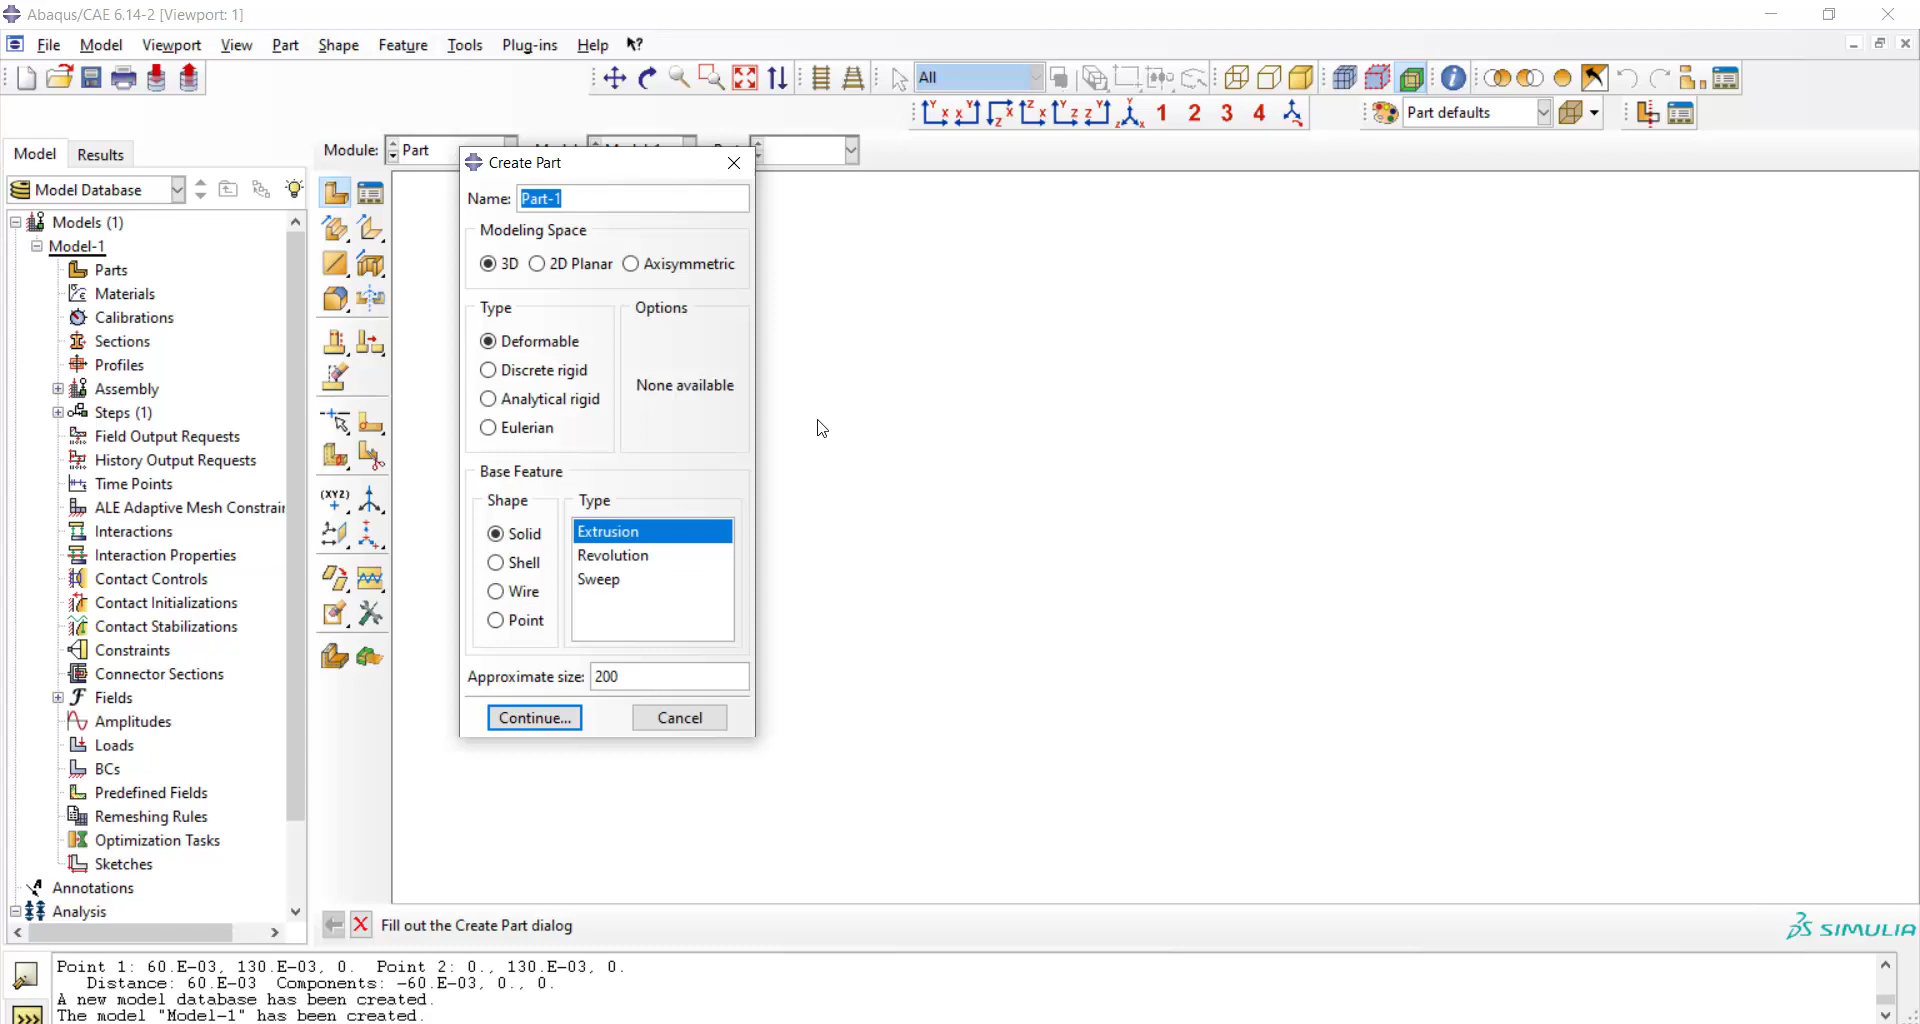 Abaqus/CAE 6.14-2 [Viewport: 1]
File Model Viewport View Part Shape Feature Tools Plug-ins Help
All
1 2 3 4
Part defaults
Model Results
Module: Part
Model Database
Models (1)
Model-1
Parts
Materials
Calibrations
Sections
Profiles
Assembly
Steps (1)
Field Output Requests
History Output Requests
Time Points
ALE Adaptive Mesh Constrai
Interactions
Interaction Properties
Contact Controls
Contact Initializations
Contact Stabilizations
Constraints
Connector Sections
Fields
Amplitudes
Loads
BCs
Predefined Fields
Remeshing Rules
Optimization Tasks
Sketches
Annotations
Analysis
(XYZ)
Create Part
Name: Part-1
Modeling Space
3D 2D Planar Axisymmetric
Type
Deformable
Discrete rigid
Analytical rigid
Eulerian
Options
None available
Base Feature
Shape
Solid
Shell
Wire
Point
Type
Extrusion
Revolution
Sweep
Approximate size: 200
Continue... Cancel
Fill out the Create Part dialog
SIMULIA
Point 1: 60.E-03, 130.E-03, 0. Point 2: 0., 130.E-03, 0.
Distance: 60.E-03 Components: -60.E-03, 0., 0.
A new model database has been created.
The model "Model-1" has been created.
>>>